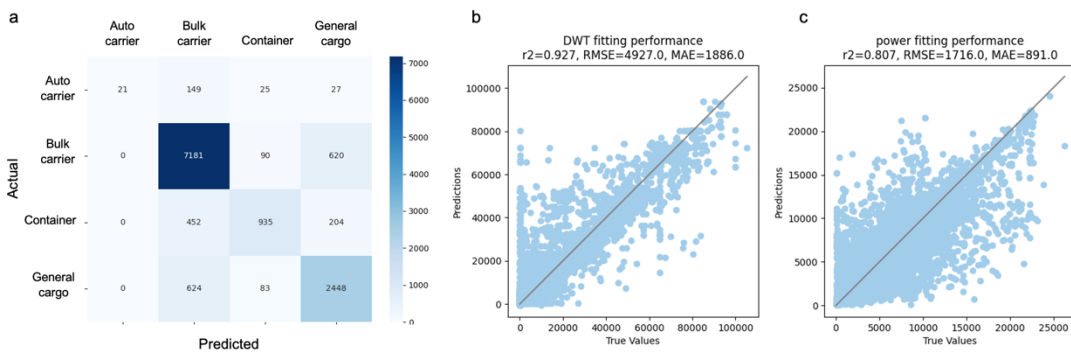 a
Auto carrier
Bulk carrier
Container
General cargo
Auto carrier
21 149 25 27
Bulk carrier
0 7181 90 620
Container
0 452 935 204
General cargo
0 624 83 2448
Actual
Predicted
7000
6000
5000
4000
3000
2000
1000
0
b
DWT fitting performance
r2=0.927, RMSE=4927.0, MAE=1886.0
Predictions
100000
80000
60000
40000
20000
0
0 20000 40000 60000 80000 100000
True Values
c
power fitting performance
r2=0.807, RMSE=1716.0, MAE=891.0
Predictions
25000
20000
15000
10000
5000
0
0 5000 10000 15000 20000 25000
True Values